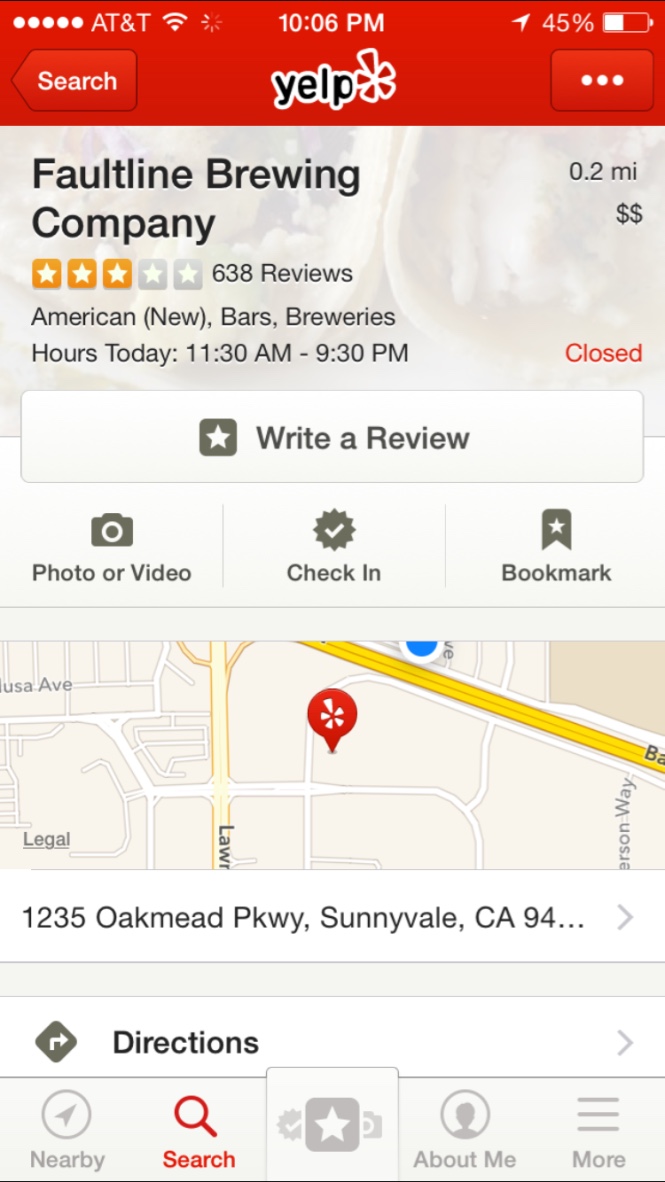 AT&T 10:06 PM 45%
Search yelp
Faultline Brewing 0.2 mi
Company $$
638 Reviews
American (New), Bars, Breweries
Hours Today: 11:30 AM - 9:30 PM Closed
Write a Review
Photo or Video Check In Bookmark
lusa Ave
ve
Ba
erson Way
Legal
Lawr
1235 Oakmead Pkwy, Sunnyvale, CA 94...
Directions
Nearby Search About Me More